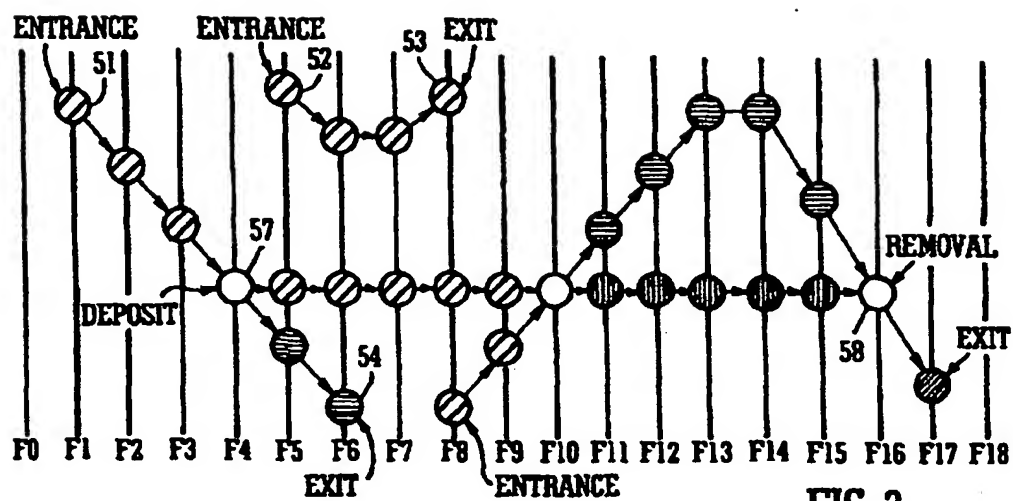 ENTRANCE
51
ENTRANCE
52
53
EXIT
57
DEPOSIT
54
REMOVAL
58
EXIT
F0 F1 F2 F3 F4 F5 F6 F7 F8 F9 F10 F11 F12 F13 F14 F15 F16 F17 F18
EXIT
ENTRANCE